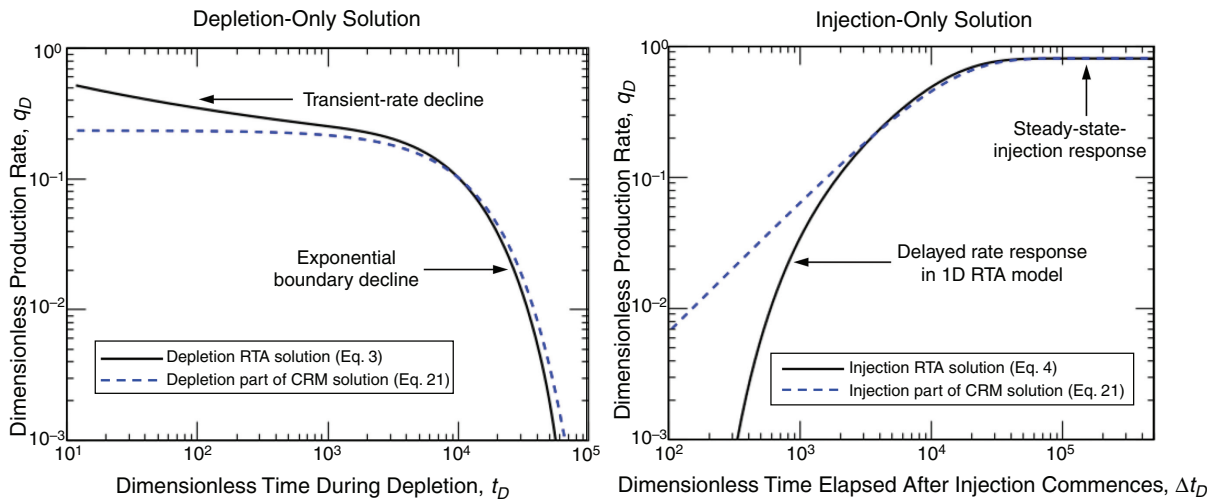 Depletion-Only Solution
Dimensionless Production Rate, q_D
10^0
10^-1
10^-2
10^-3
Transient-rate decline
Exponential
boundary decline
Depletion RTA solution (Eq. 3)
Depletion part of CRM solution (Eq. 21)
10^1
10^2
10^3
10^4
10^5
Dimensionless Time During Depletion, t_D
Injection-Only Solution
Dimensionless Production Rate, q_D
10^0
10^-1
10^-2
10^-3
Steady-state-
injection response
Delayed rate response
in 1D RTA model
Injection RTA solution (Eq. 4)
Injection part of CRM solution (Eq. 21)
10^2
10^3
10^4
10^5
Dimensionless Time Elapsed After Injection Commences, Δt_D